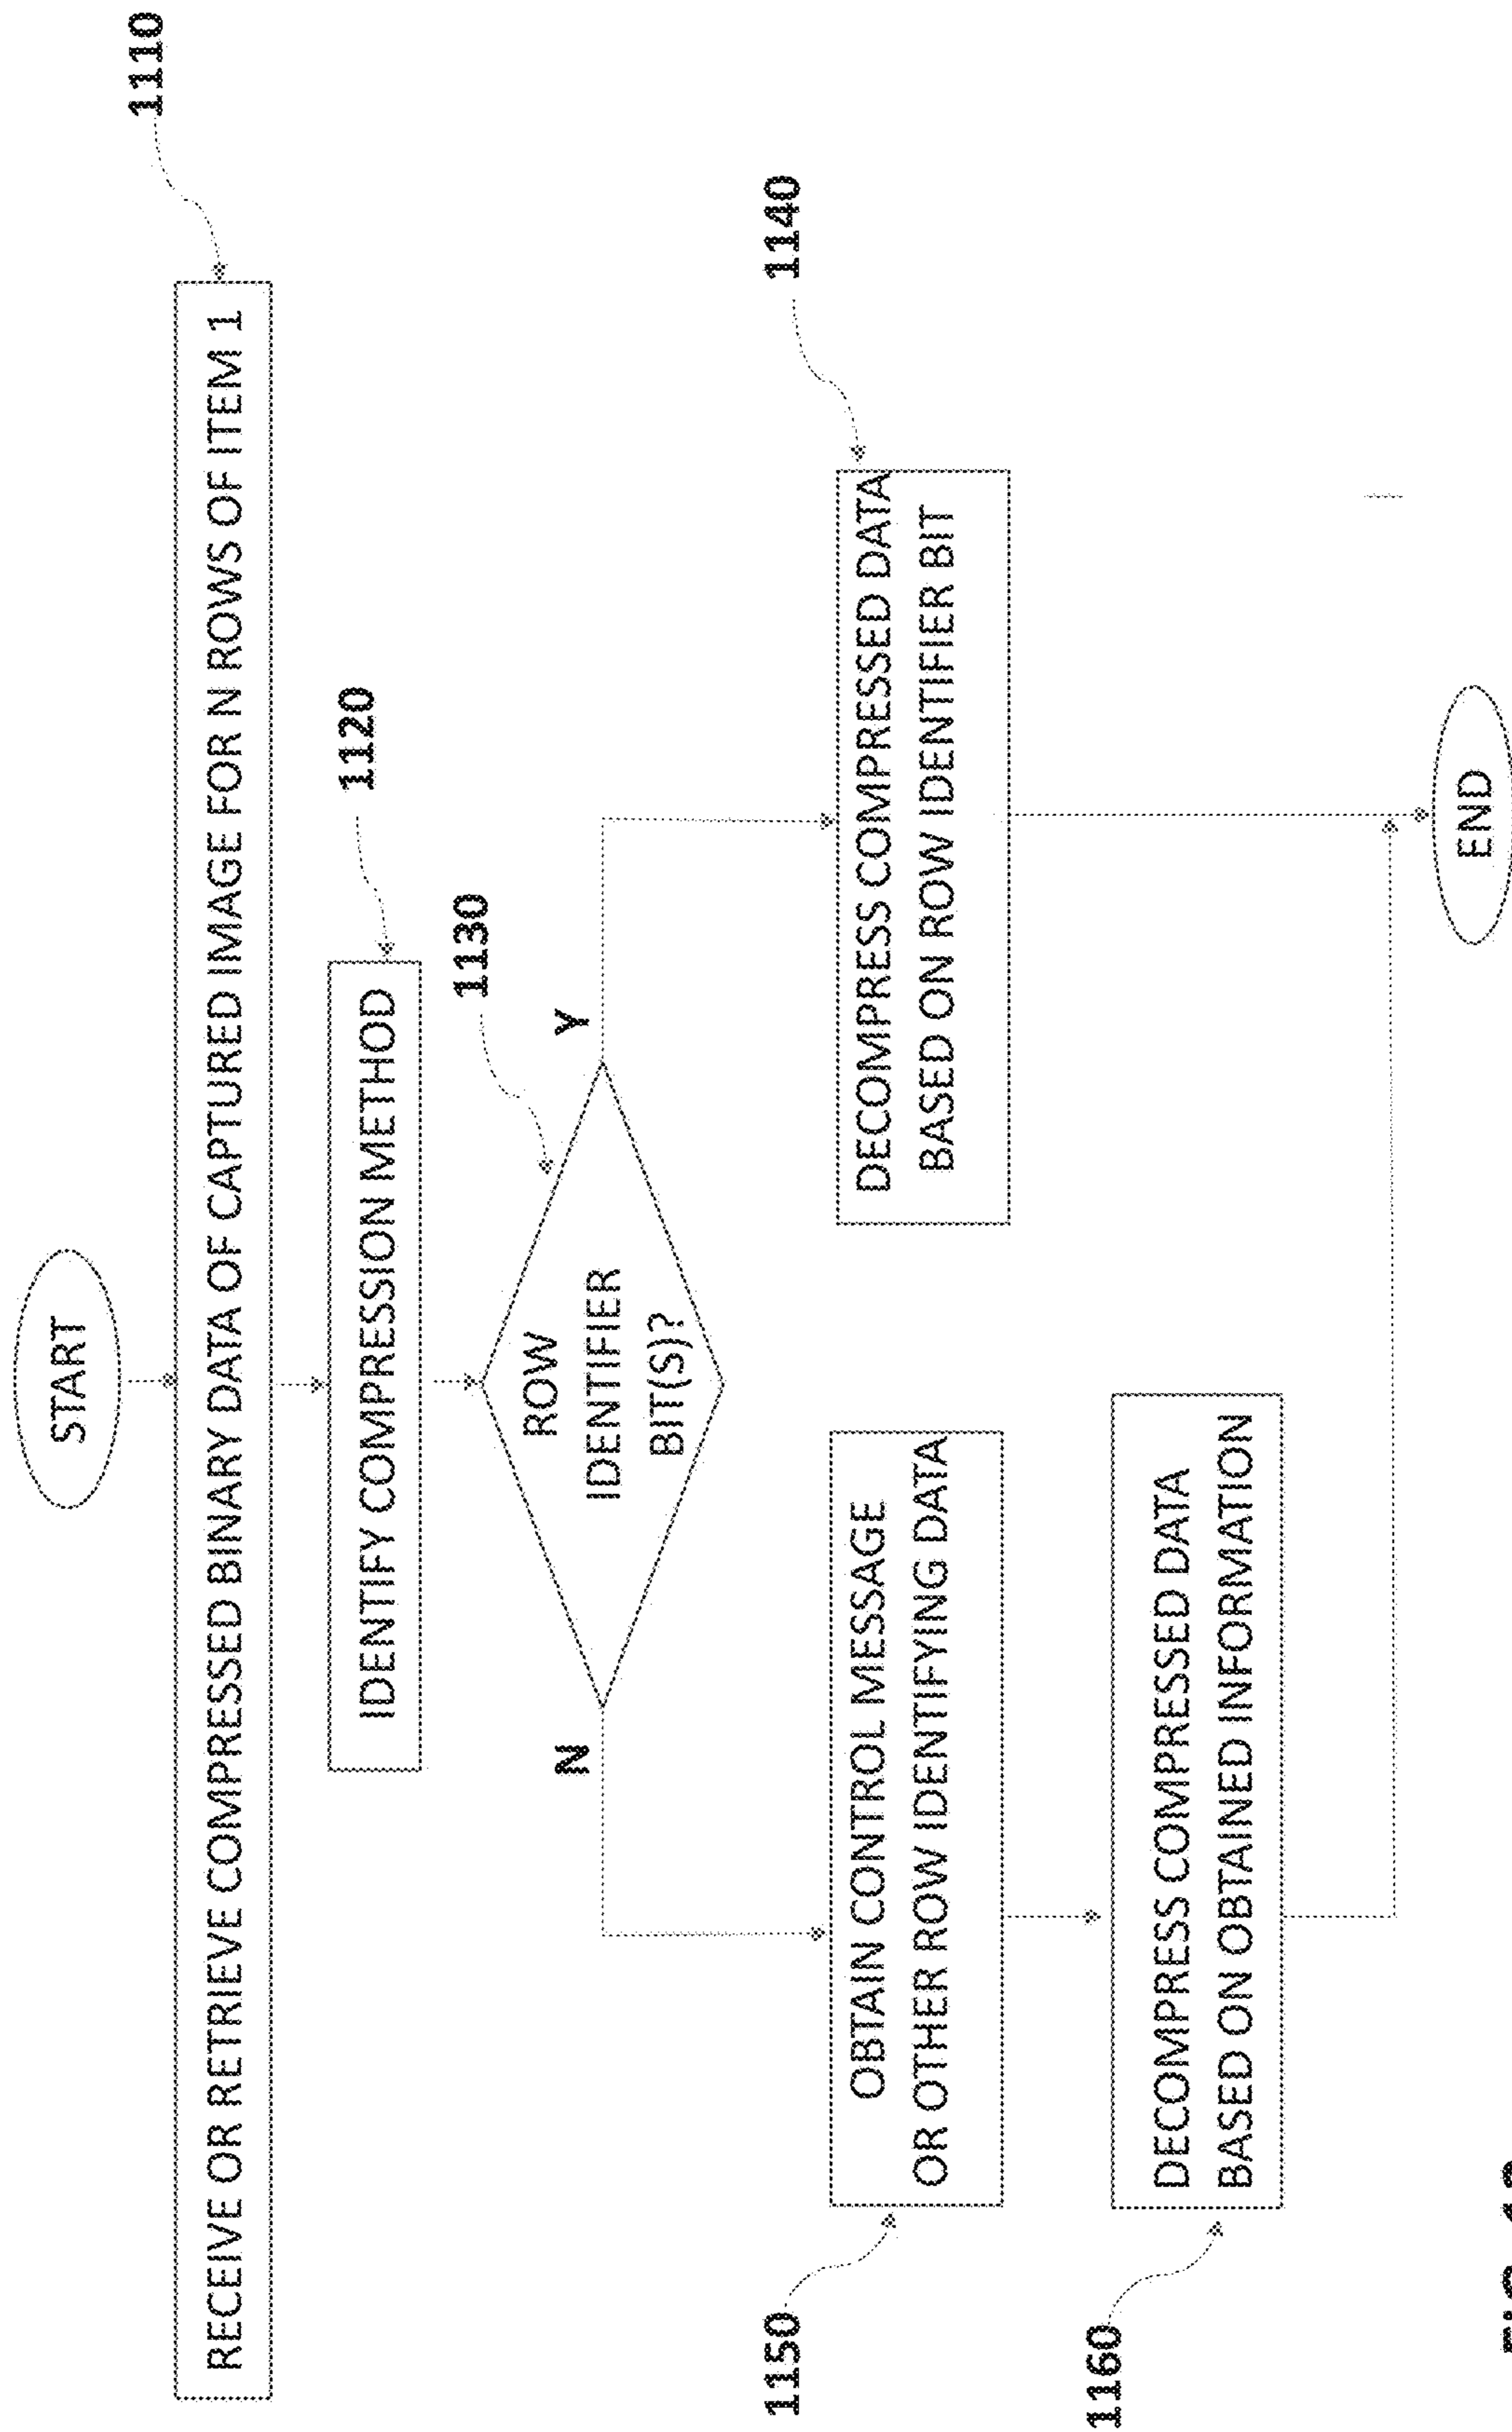 START
1110
RECEIVE OR RETRIEVE COMPRESSED BINARY DATA OF CAPTURED IMAGE FOR N ROWS OF ITEM 1
1120
IDENTIFY COMPRESSION METHOD
1130
ROW
IDENTIFIER
BIT(S)?
N
Y
1140
DECOMPRESS COMPRESSED DATA
BASED ON ROW IDENTIFIER BIT
1150
OBTAIN CONTROL MESSAGE
OR OTHER ROW IDENTIFYING DATA
1160
DECOMPRESS COMPRESSED DATA
BASED ON OBTAINED INFORMATION
END